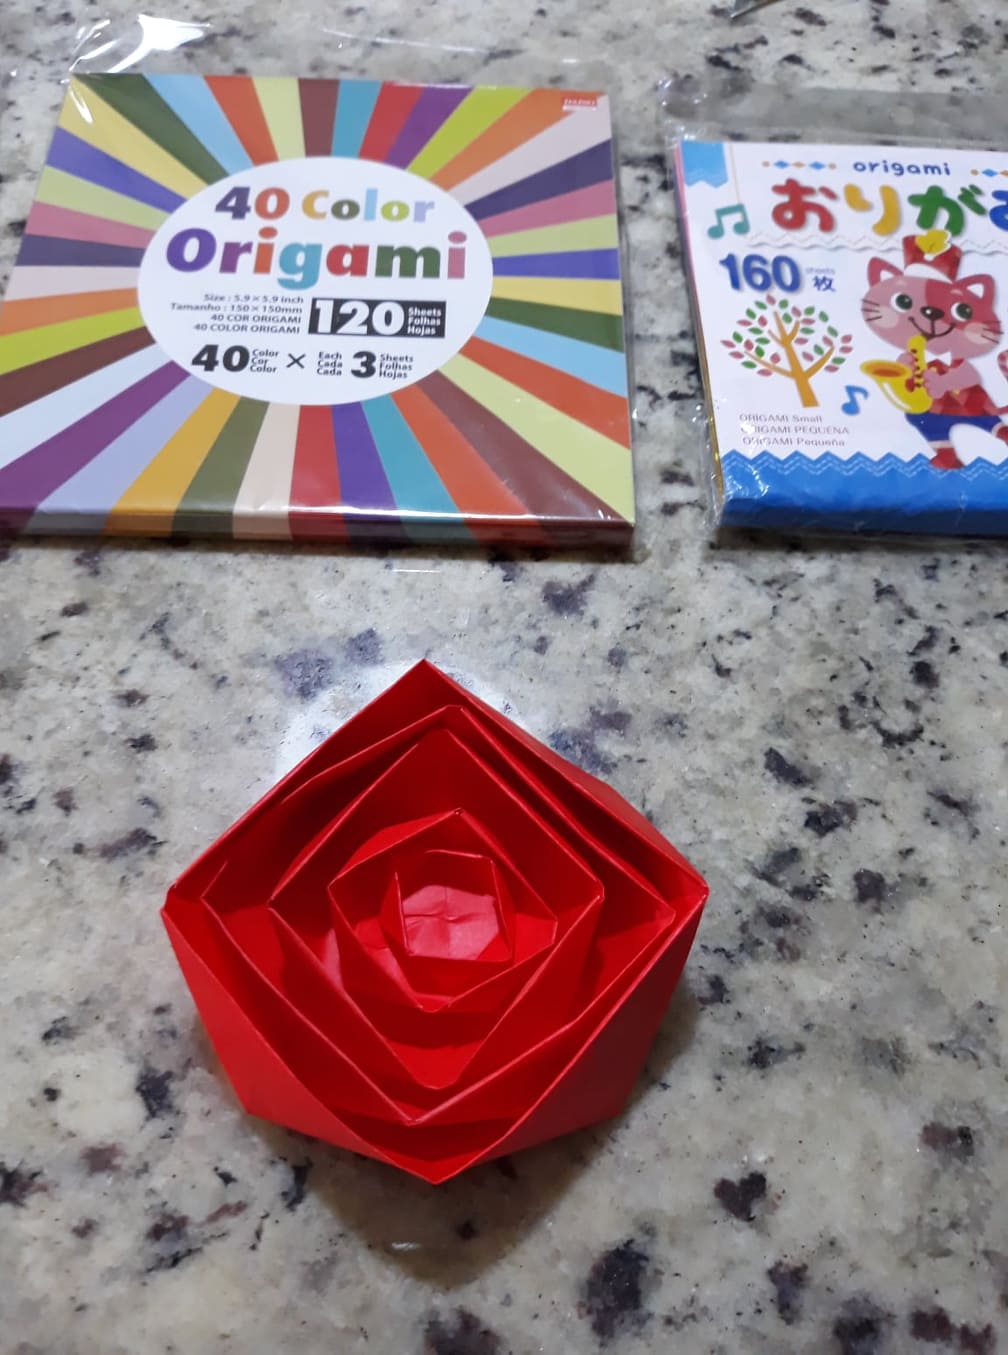 40 Color
Origami
Size : 5.9 × 5.9 inch
Tamanho : 150 × 150mm
40 COR ORIGAMI
40 COLOR ORIGAMI
120 Sheets Folhas Hojas
40 Color Cor Color × Each Cada Cada 3 Sheets Folhas Hojas
origami
おりが
160 sheets 枚
ORIGAMI Small
ORIGAMI PEQUENA
ORIGAMI Pequeña